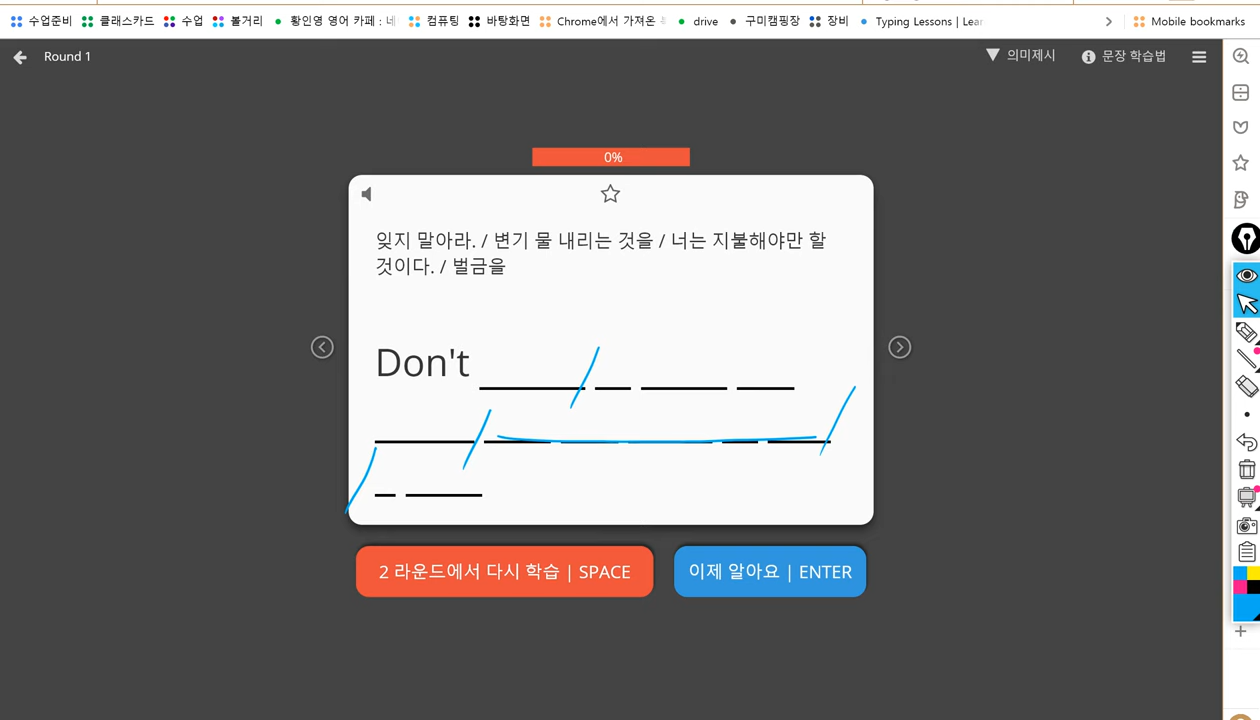 수업준비 클래스카드 수업 볼거리 황인영 영어 카페 : 네 컴퓨팅 바탕화면 Chrome에서 가져온 drive 구미캠핑장 장비 Typing Lessons | Lear Mobile bookmarks
Round 1 의미제시 문장 학습법
0%
잊지 말아라. / 변기 물 내리는 것을 / 너는 지불해야만 할
것이다. / 벌금을
Don't
2 라운드에서 다시 학습 | SPACE 이제 알아요 | ENTER